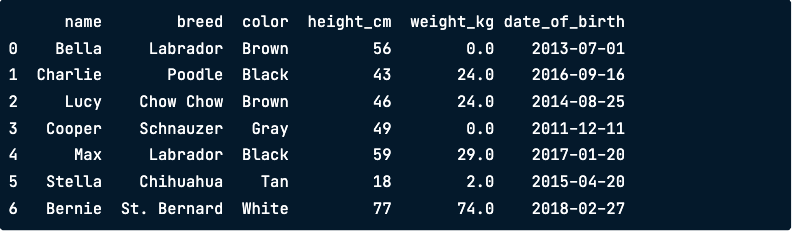 name breed color height_cm weight_kg date_of_birth
0 Bella Labrador Brown 56 0.0 2013-07-01
1 Charlie Poodle Black 43 24.0 2016-09-16
2 Lucy Chow Chow Brown 46 24.0 2014-08-25
3 Cooper Schnauzer Gray 49 0.0 2011-12-11
4 Max Labrador Black 59 29.0 2017-01-20
5 Stella Chihuahua Tan 18 2.0 2015-04-20
6 Bernie St. Bernard White 77 74.0 2018-02-27